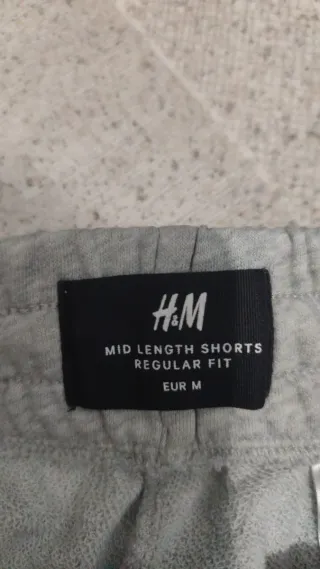 H&M
MID LENGTH SHORTS
REGULAR FIT
EUR M